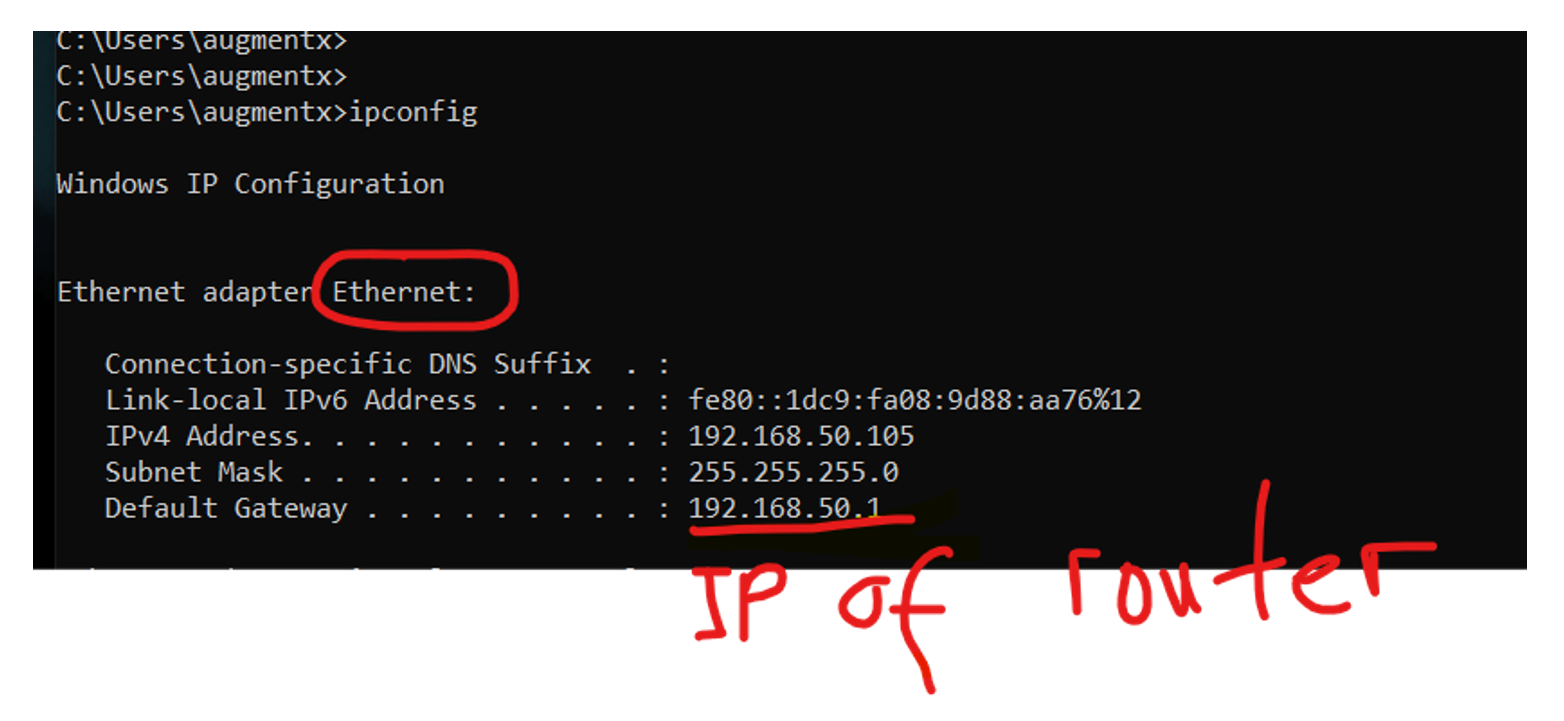 C:\Users\augmentx>
C:\Users\augmentx>
C:\Users\augmentx>ipconfig
Windows IP Configuration
Ethernet adapter Ethernet:
Connection-specific DNS Suffix . :
Link-local IPv6 Address . . . . . : fe80::1dc9:fa08:9d88:aa76%12
IPv4 Address. . . . . . . . . . . : 192.168.50.105
Subnet Mask . . . . . . . . . . . : 255.255.255.0
Default Gateway . . . . . . . . . : 192.168.50.1
IP of router